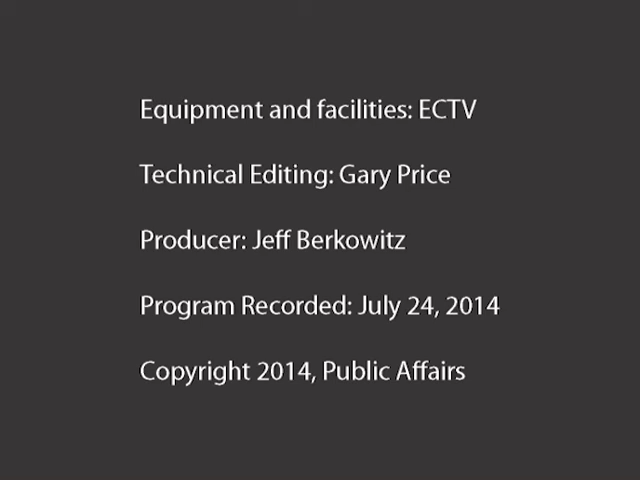 Equipment and facilities: ECTV
Technical Editing: Gary Price
Producer: Jeff Berkowitz
Program Recorded: July 24, 2014
Copyright 2014, Public Affairs